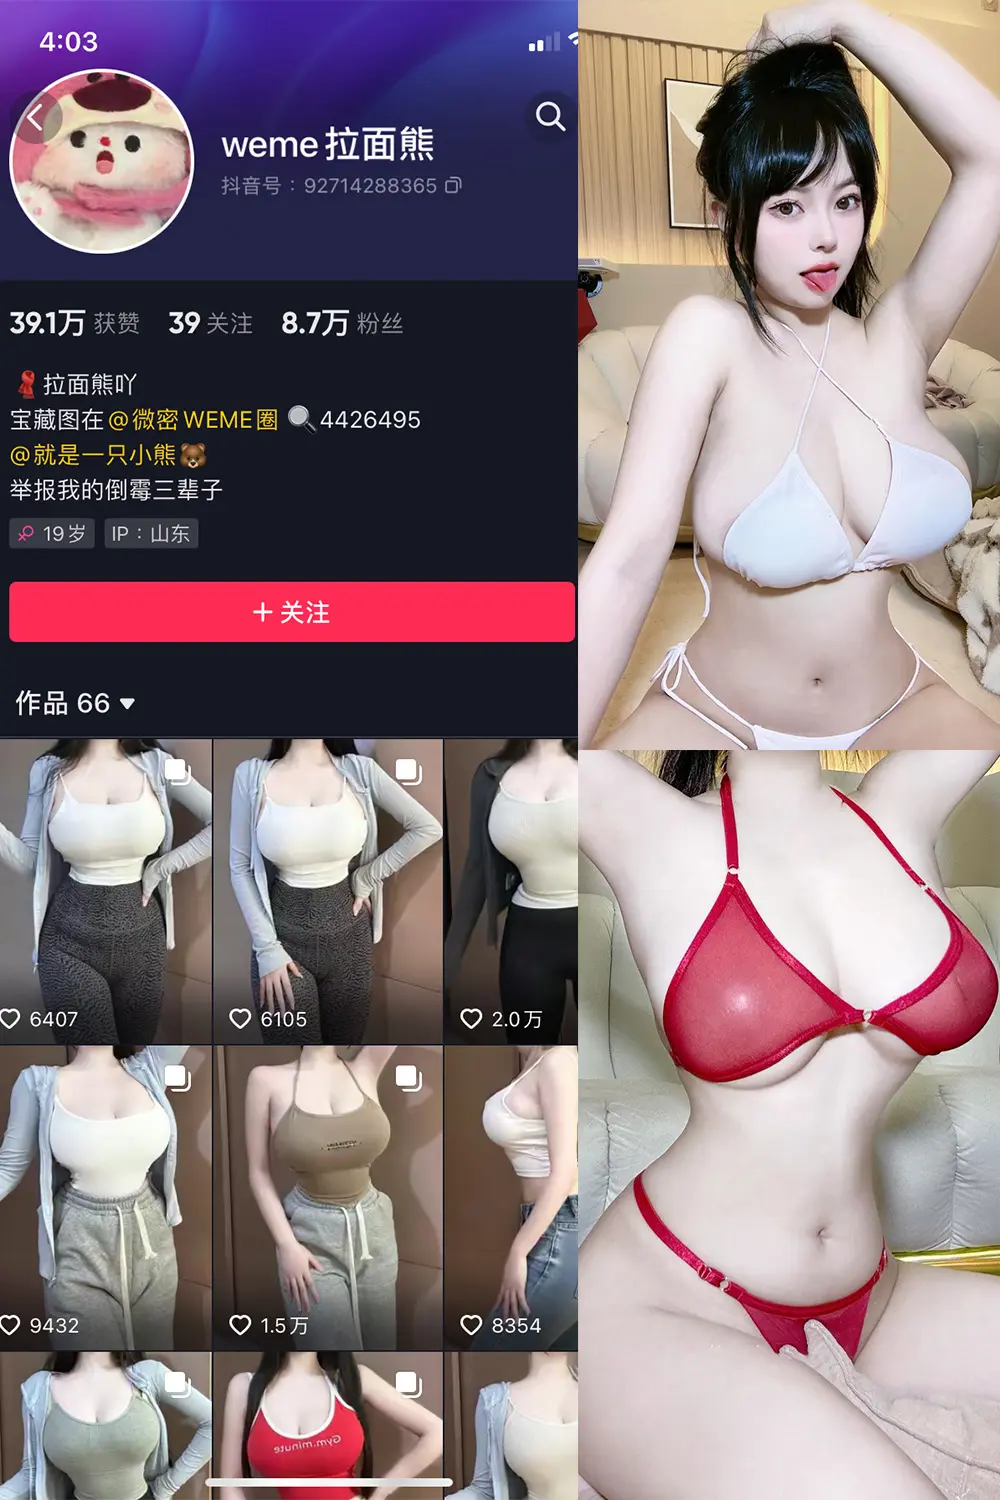 4:03
weme拉面熊
抖音号：92714288365
39.1万 获赞 39 关注 8.7万 粉丝
拉面熊吖
宝藏图在@微密WEME圈 🔍4426495
@就是一只小熊🐻
举报我的倒霉三辈子
19岁 IP：山东
+ 关注
作品 66
6407 6105 2.0万
9432 1.5万 8354
Gym.minute